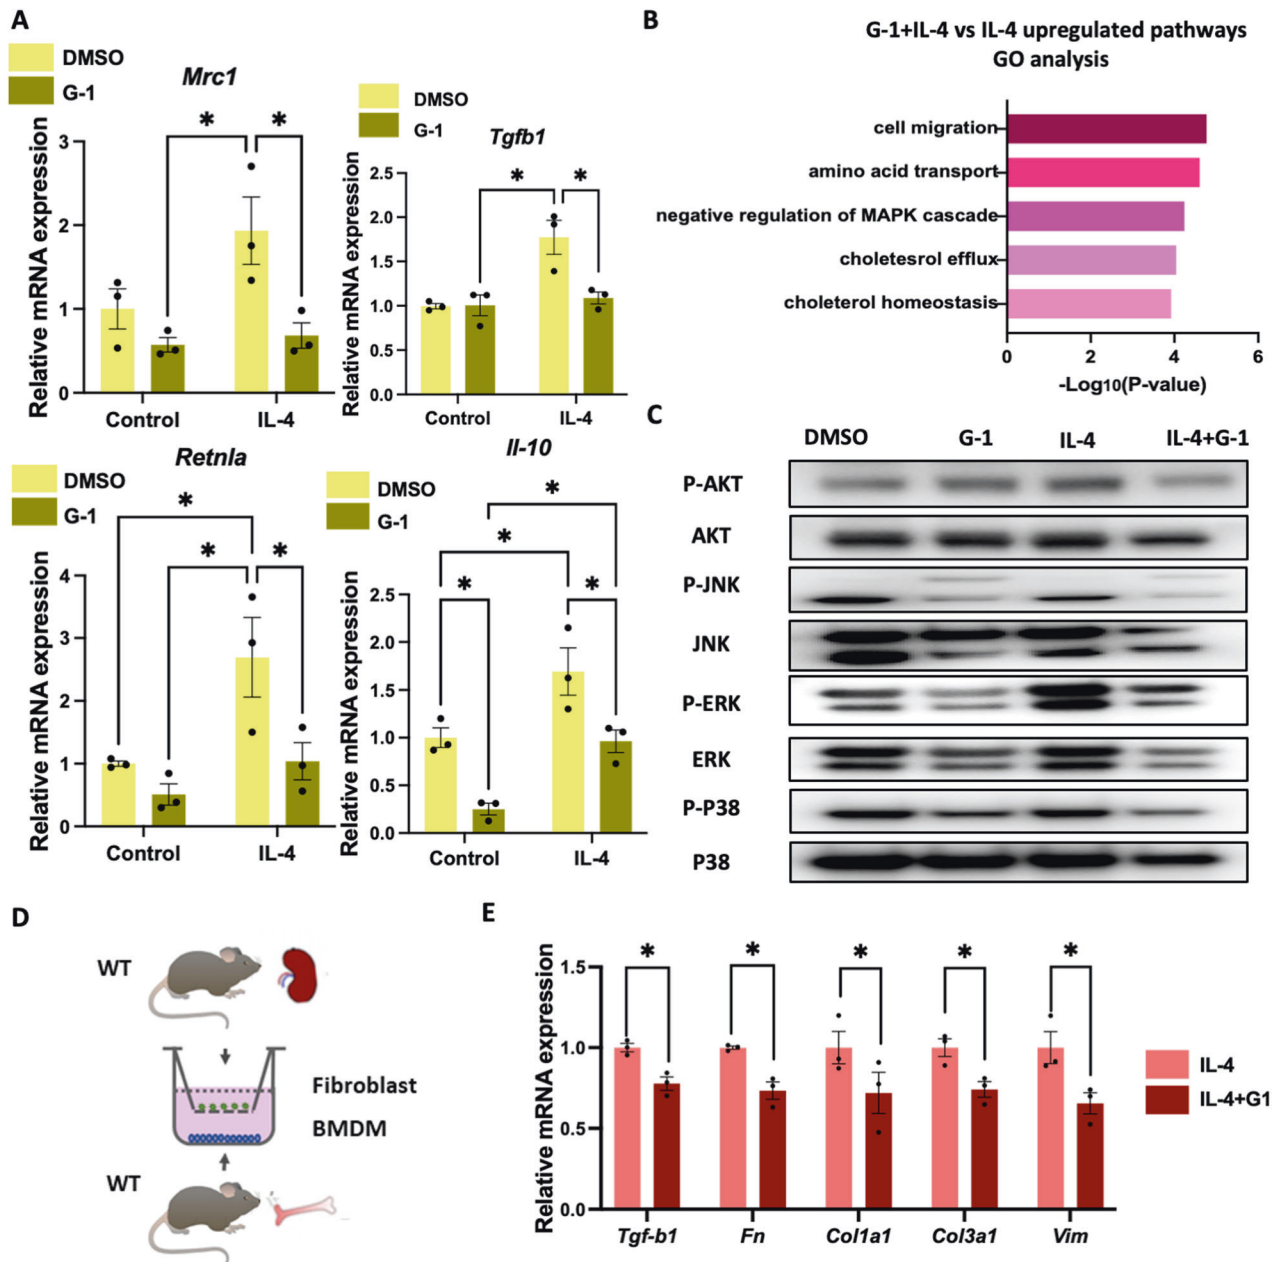 A
DMSO
G-1
Mrc1
Relative mRNA expression
3
2
1
0
* *
Control IL-4
DMSO
G-1
Tgfb1
Relative mRNA expression
2.5
2.0
1.5
1.0
0.5
0.0
* *
Control IL-4
Retnla
DMSO
G-1
Relative mRNA expression
4
3
2
1
0
*
* *
Control IL-4
Il-10
DMSO
G-1
Relative mRNA expression
2.5
2.0
1.5
1.0
0.5
0.0
*
*
* *
Control IL-4
B
G-1+IL-4 vs IL-4 upregulated pathways
GO analysis
cell migration
amino acid transport
negative regulation of MAPK cascade
choletesrol efflux
choleterol homeostasis
0 2 4 6
-Log10(P-value)
C
DMSO G-1 IL-4 IL-4+G-1
P-AKT
AKT
P-JNK
JNK
P-ERK
ERK
P-P38
P38
D
WT
Fibroblast
BMDM
WT
E
Relative mRNA expression
1.5
1.0
0.5
0.0
* * * * *
Tgf-b1 Fn Col1a1 Col3a1 Vim
IL-4
IL-4+G1